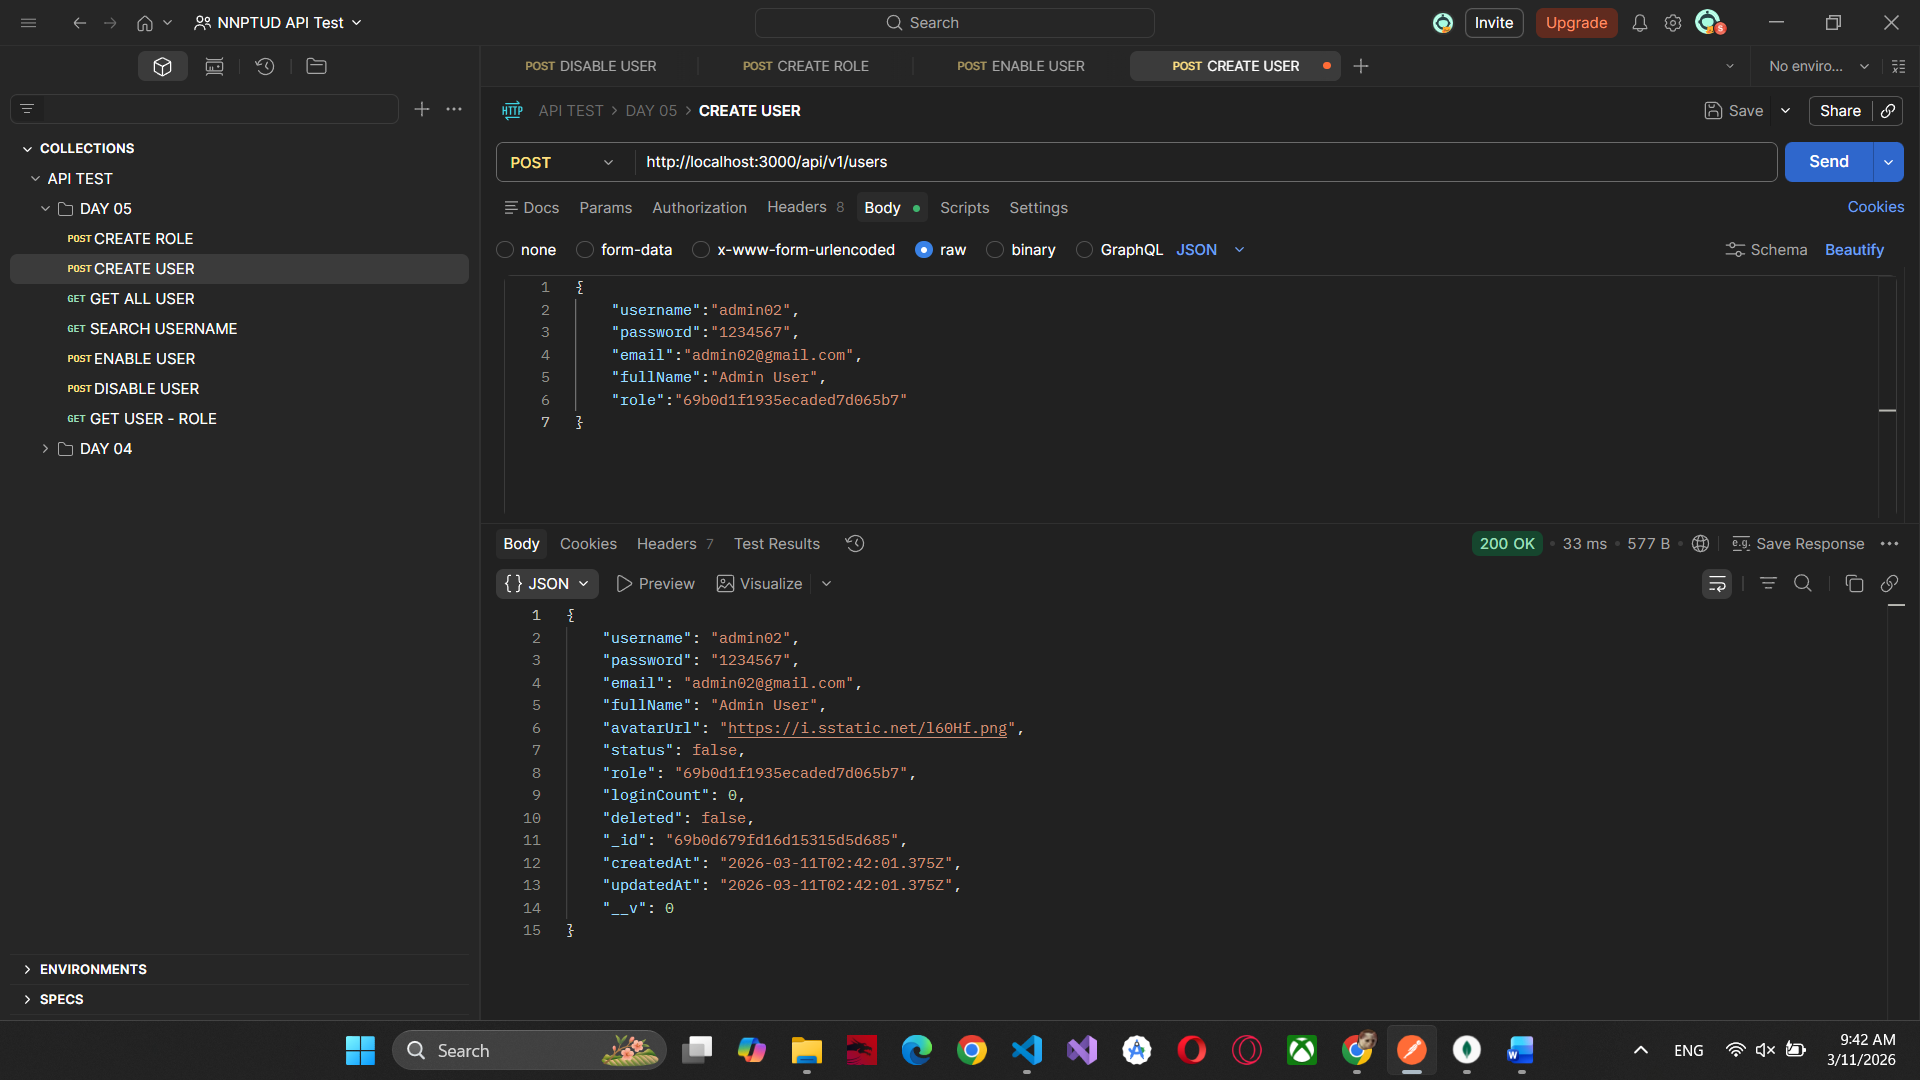 NNPTUD API Test
Search
Invite
Upgrade
POST DISABLE USER
POST CREATE ROLE
POST ENABLE USER
POST CREATE USER
No enviro...
API TEST > DAY 05 > CREATE USER
Save
Share
COLLECTIONS
API TEST
DAY 05
POST CREATE ROLE
POST CREATE USER
GET GET ALL USER
GET SEARCH USERNAME
POST ENABLE USER
POST DISABLE USER
GET GET USER - ROLE
DAY 04
ENVIRONMENTS
SPECS
POST
http://localhost:3000/api/v1/users
Send
Docs Params Authorization Headers 8 Body Scripts Settings
Cookies
none form-data x-www-form-urlencoded raw binary GraphQL JSON
Schema Beautify
1 {
2 "username":"admin02",
3 "password":"1234567",
4 "email":"admin02@gmail.com",
5 "fullName":"Admin User",
6 "role":"69b0d1f1935ecaded7d065b7"
7 }
Body Cookies Headers 7 Test Results
200 OK • 33 ms • 577 B • e.g. Save Response
{} JSON Preview Visualize
1 {
2 "username": "admin02",
3 "password": "1234567",
4 "email": "admin02@gmail.com",
5 "fullName": "Admin User",
6 "avatarUrl": "https://i.sstatic.net/l60Hf.png",
7 "status": false,
8 "role": "69b0d1f1935ecaded7d065b7",
9 "loginCount": 0,
10 "deleted": false,
11 "_id": "69b0d679fd16d15315d5d685",
12 "createdAt": "2026-03-11T02:42:01.375Z",
13 "updatedAt": "2026-03-11T02:42:01.375Z",
14 "__v": 0
15 }
Search
ENG
9:42 AM
3/11/2026